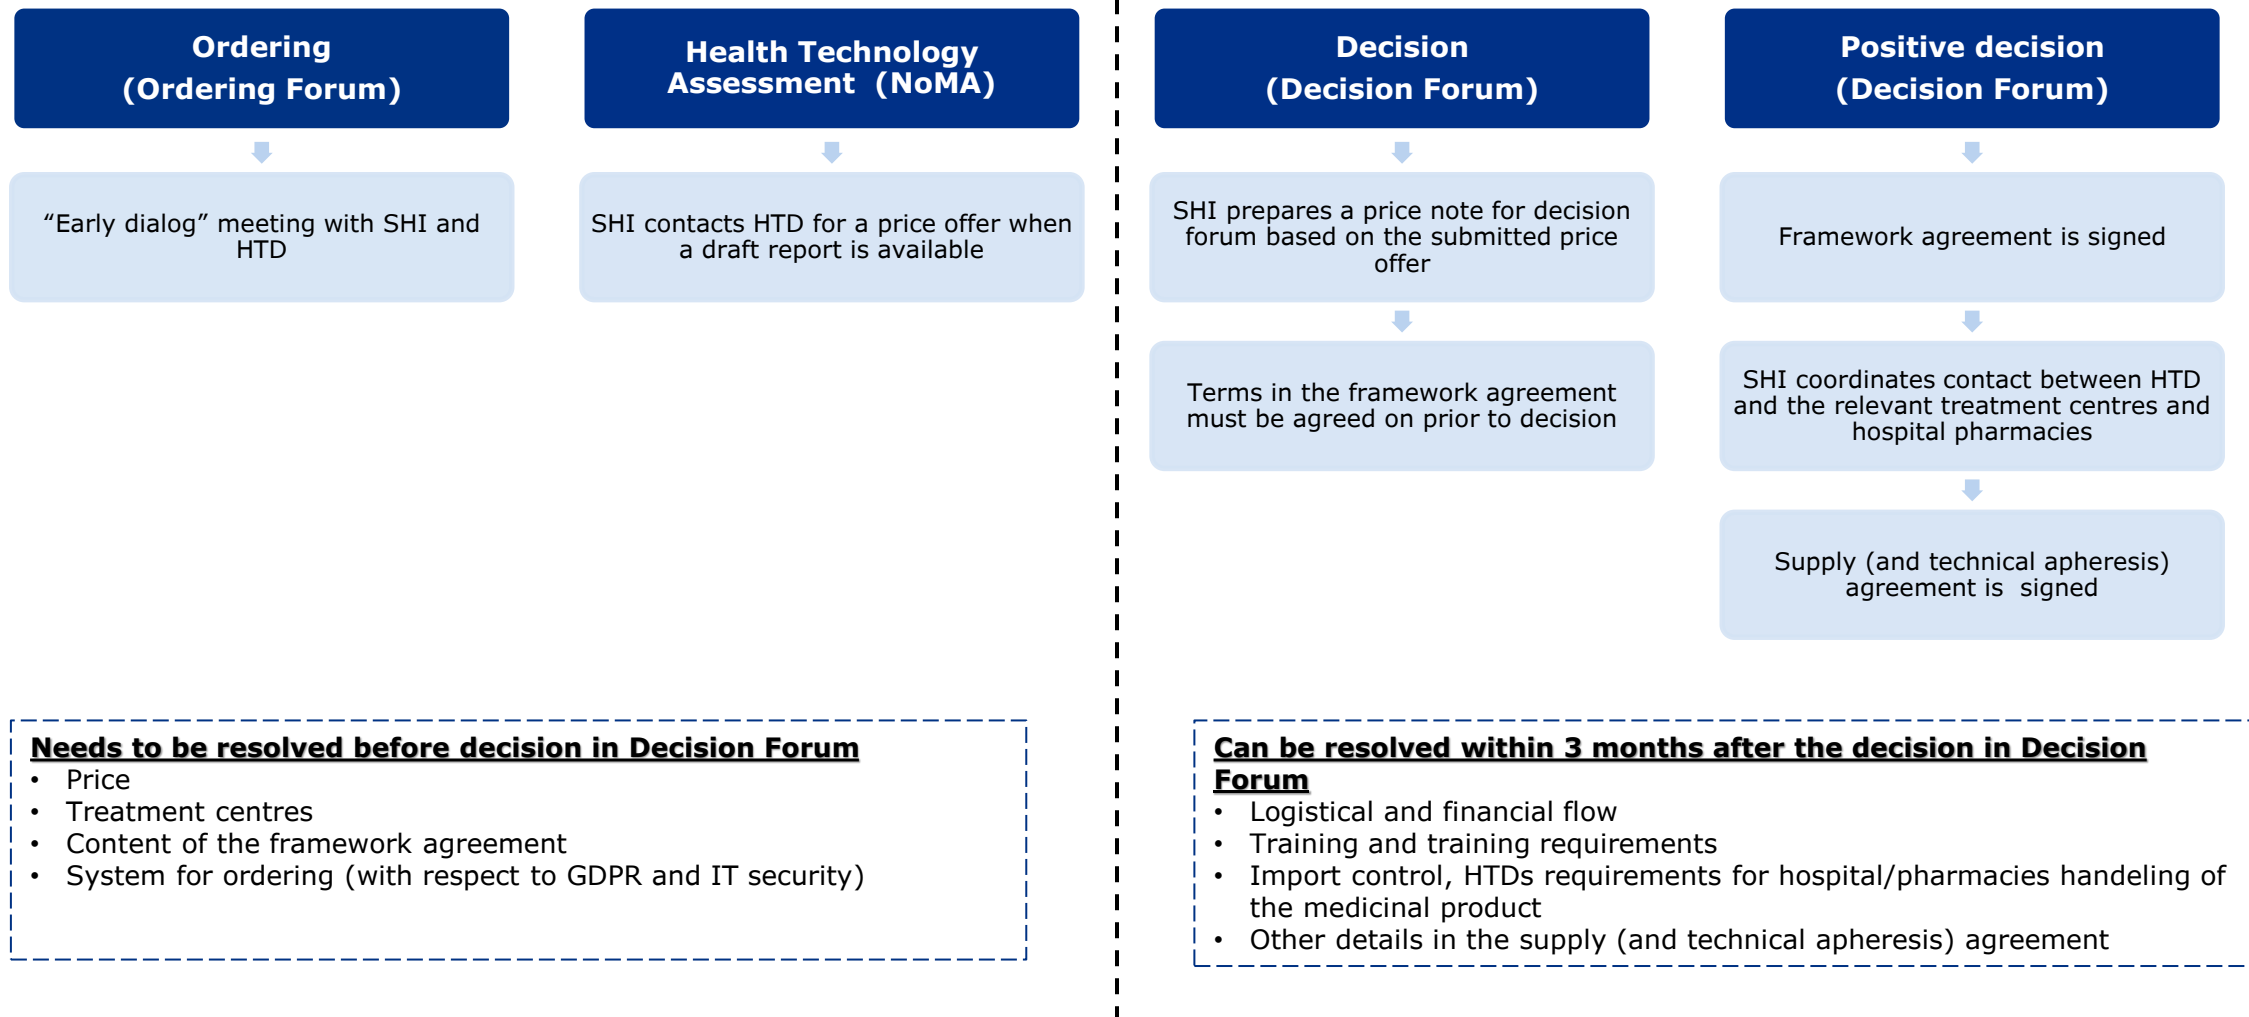 Ordering
(Ordering Forum)
“Early dialog” meeting with SHI and
HTD
Health Technology
Assessment (NoMA)
SHI contacts HTD for a price offer when
a draft report is available
Decision
(Decision Forum)
SHI prepares a price note for decision
forum based on the submitted price
offer
Terms in the framework agreement
must be agreed on prior to decision
Positive decision
(Decision Forum)
Framework agreement is signed
SHI coordinates contact between HTD
and the relevant treatment centres and
hospital pharmacies
Supply (and technical apheresis)
agreement is signed
Needs to be resolved before decision in Decision Forum
• Price
• Treatment centres
• Content of the framework agreement
• System for ordering (with respect to GDPR and IT security)
Can be resolved within 3 months after the decision in Decision
Forum
• Logistical and financial flow
• Training and training requirements
• Import control, HTDs requirements for hospital/pharmacies handeling of
the medicinal product
• Other details in the supply (and technical apheresis) agreement